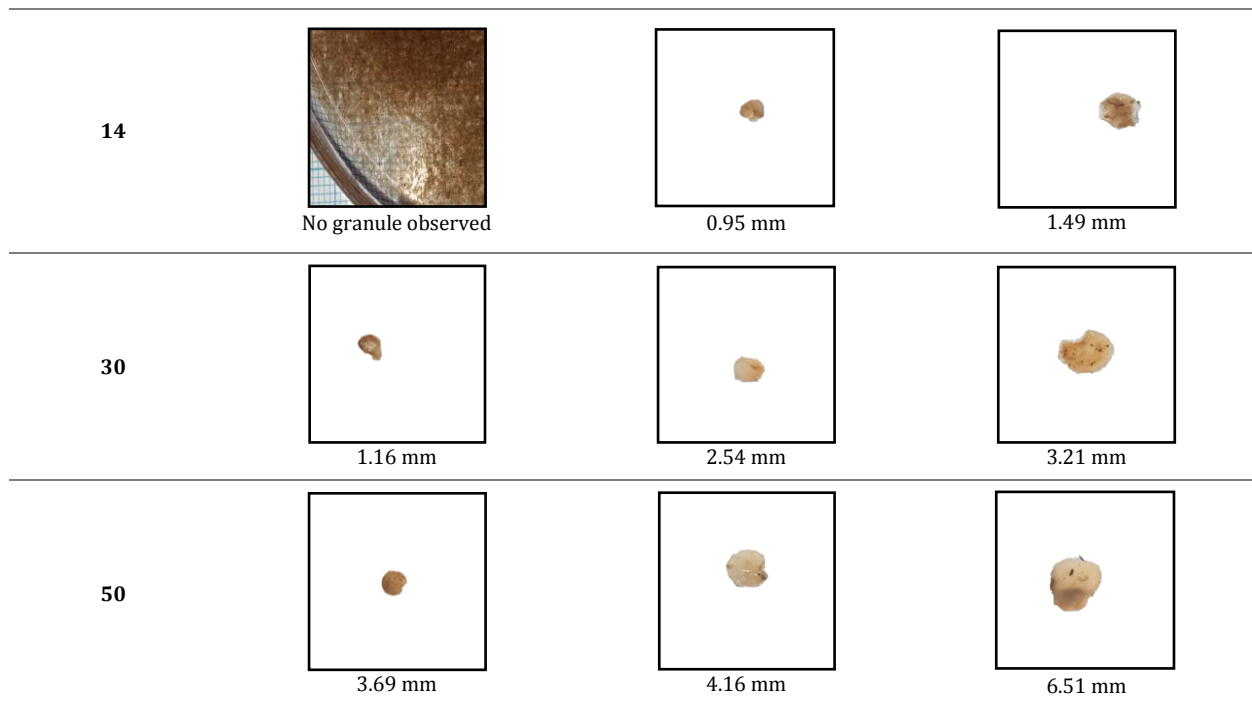 14
No granule observed
0.95 mm
1.49 mm
30
1.16 mm
2.54 mm
3.21 mm
50
3.69 mm
4.16 mm
6.51 mm